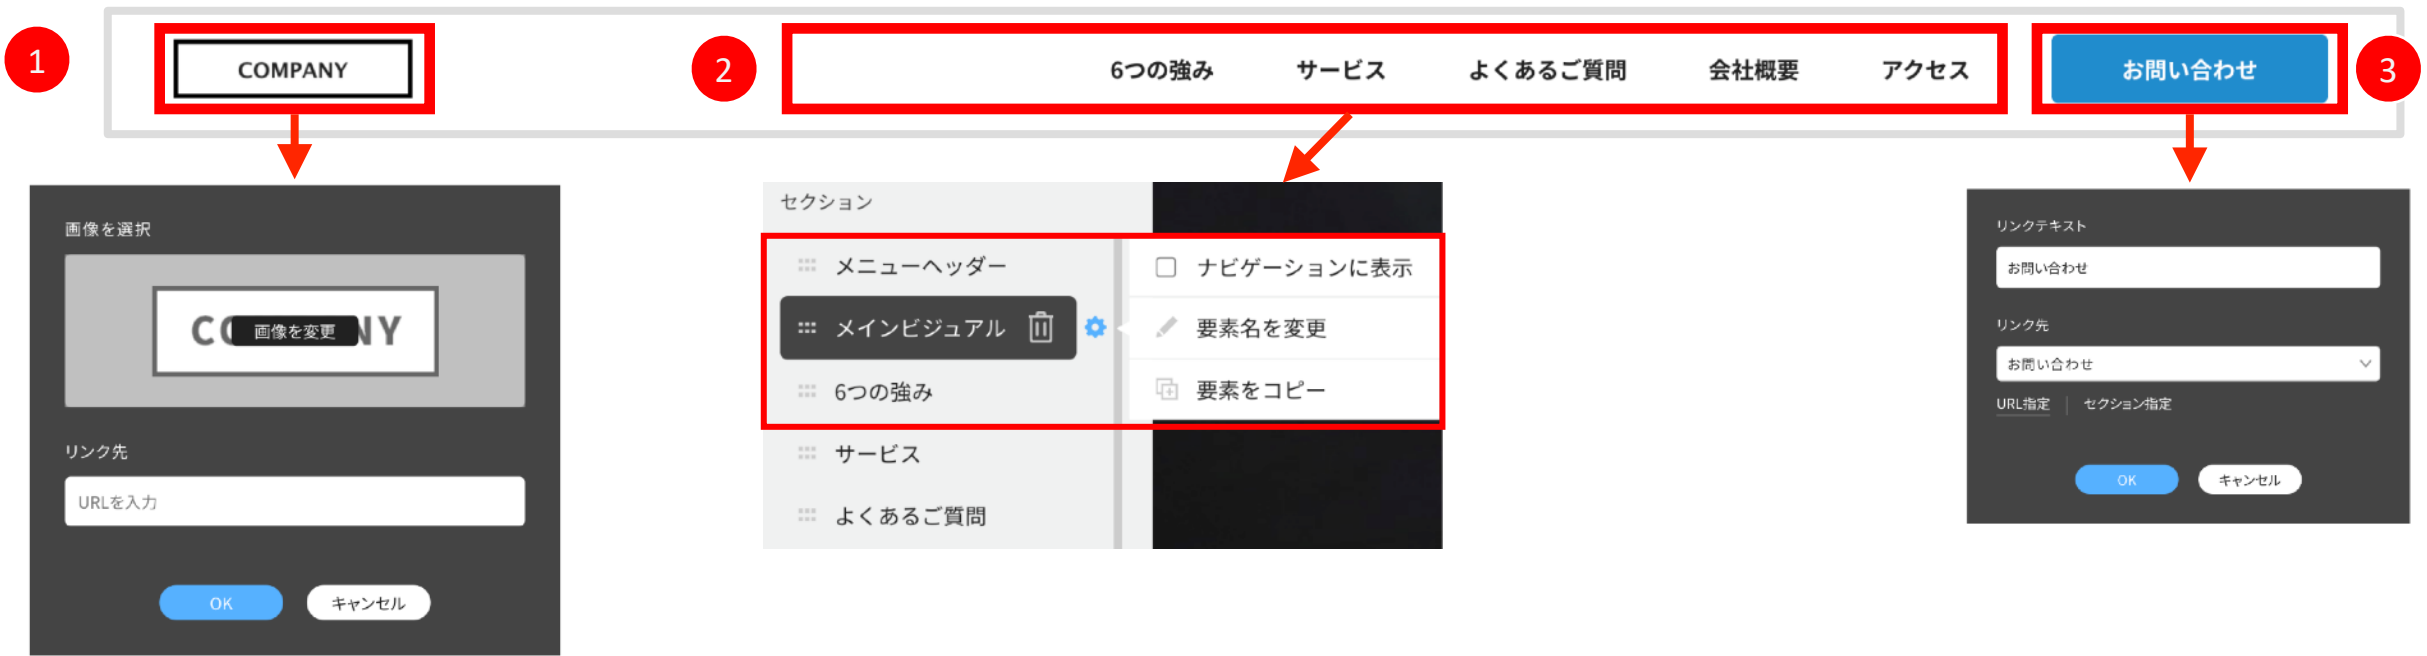 1
COMPANY
2
6つの強み
サービス
よくあるご質問
会社概要
アクセス
お問い合わせ
3
画像を選択
画像を変更
リンク先
URLを入力
OK
キャンセル
セクション
メニューヘッダー
メインビジュアル
6つの強み
サービス
よくあるご質問
ナビゲーションに表示
要素名を変更
要素をコピー
リンクテキスト
お問い合わせ
リンク先
お問い合わせ
URL指定
セクション指定
OK
キャンセル